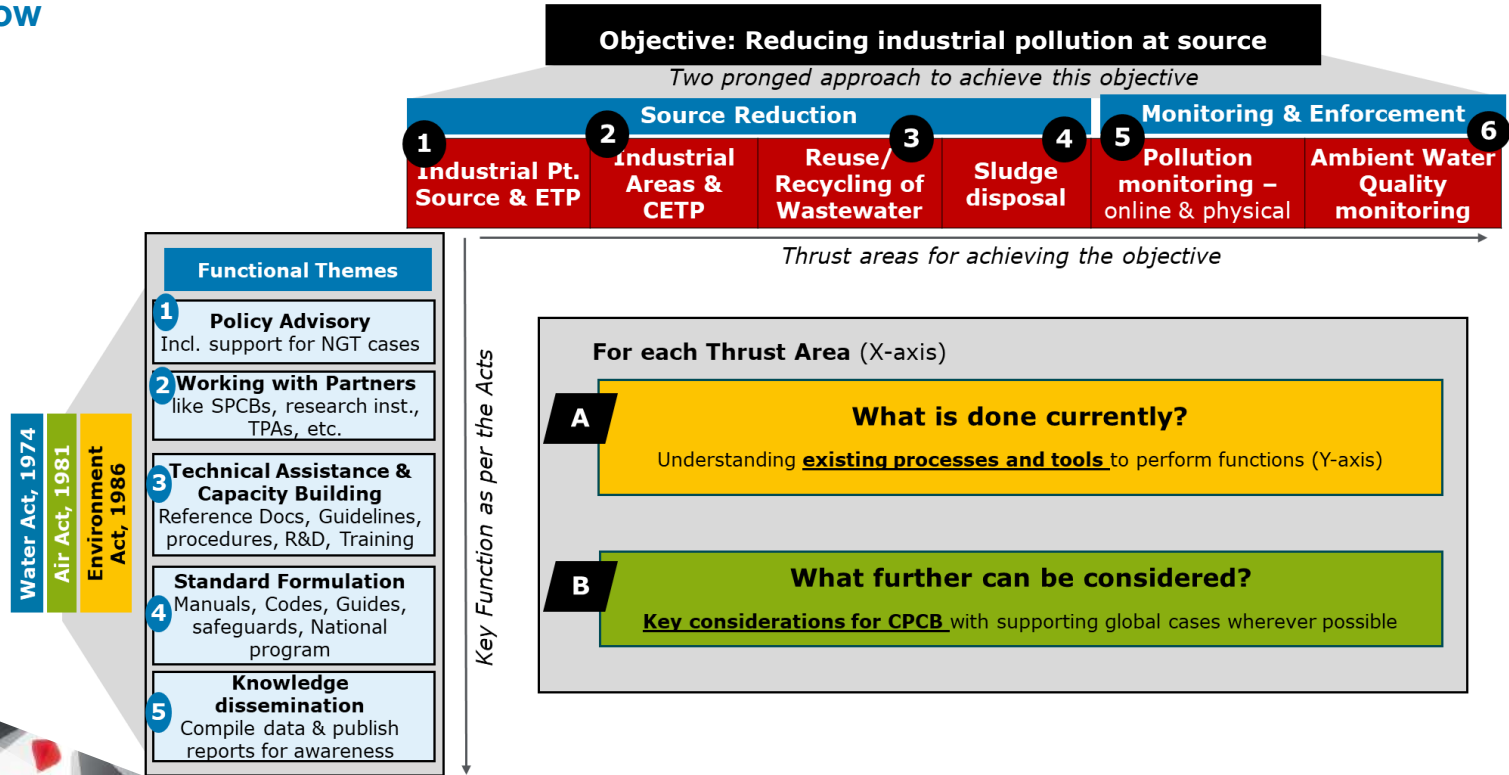 OW
Objective: Reducing industrial pollution at source
Two pronged approach to achieve this objective
Source Reduction
Monitoring & Enforcement
1
Industrial Pt.
Source & ETP
2
Industrial
Areas &
CETP
3
Reuse/
Recycling of
Wastewater
4
Sludge
disposal
5
Pollution
monitoring –
online & physical
6
Ambient Water
Quality
monitoring
Thrust areas for achieving the objective
Water Act, 1974
Air Act, 1981
Environment
Act, 1986
Functional Themes
1
Policy Advisory
Incl. support for NGT cases
2
Working with Partners
like SPCBs, research inst.,
TPAs, etc.
3
Technical Assistance &
Capacity Building
Reference Docs, Guidelines,
procedures, R&D, Training
4
Standard Formulation
Manuals, Codes, Guides,
safeguards, National
program
5
Knowledge
dissemination
Compile data & publish
reports for awareness
Key Function as per the Acts
For each Thrust Area (X-axis)
A
What is done currently?
Understanding existing processes and tools to perform functions (Y-axis)
B
What further can be considered?
Key considerations for CPCB with supporting global cases wherever possible